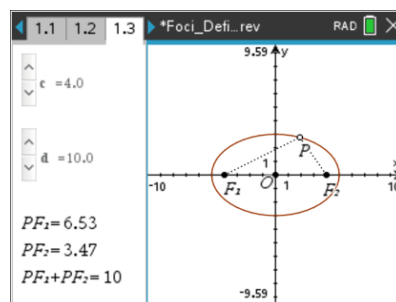 1.1 1.2 1.3 *Foci_Defi...rev RAD
c =4.0
d =10.0
PF₁=6.53
PF₂=3.47
PF₁+PF₂=10
9.59 y
P
1
-10 F₁ O 1 F₂ 10
x
-9.59